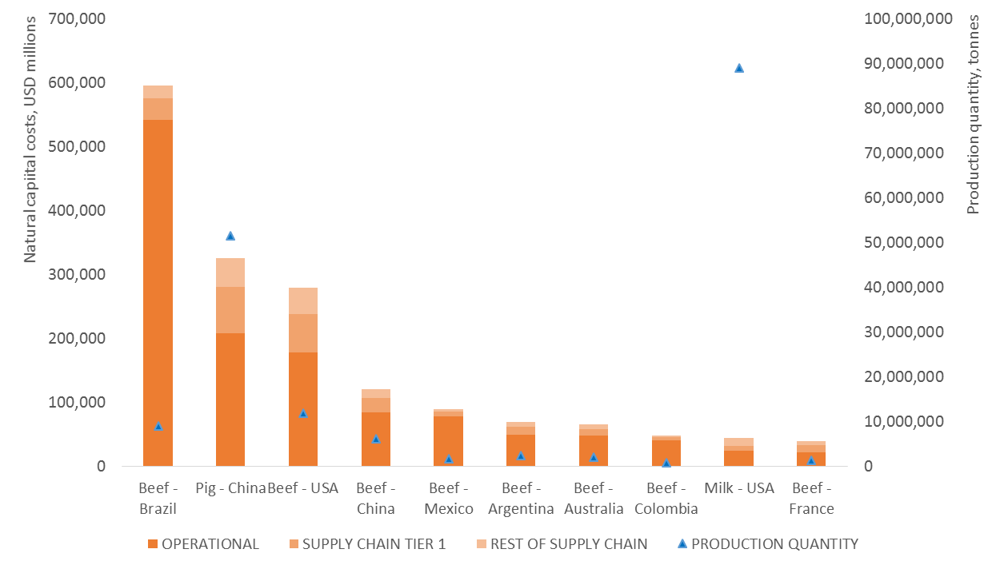 Natural capiital costs, USD millions
700,000
600,000
500,000
400,000
300,000
200,000
100,000
0
100,000,000
90,000,000
80,000,000
70,000,000
60,000,000
50,000,000
40,000,000
30,000,000
20,000,000
10,000,000
0
Production quantity, tonnes
Beef -
Brazil
Pig - China
Beef - USA
Beef -
China
Beef -
Mexico
Beef -
Argentina
Beef -
Australia
Beef -
Colombia
Milk - USA
Beef -
France
OPERATIONAL
SUPPLY CHAIN TIER 1
REST OF SUPPLY CHAIN
PRODUCTION QUANTITY